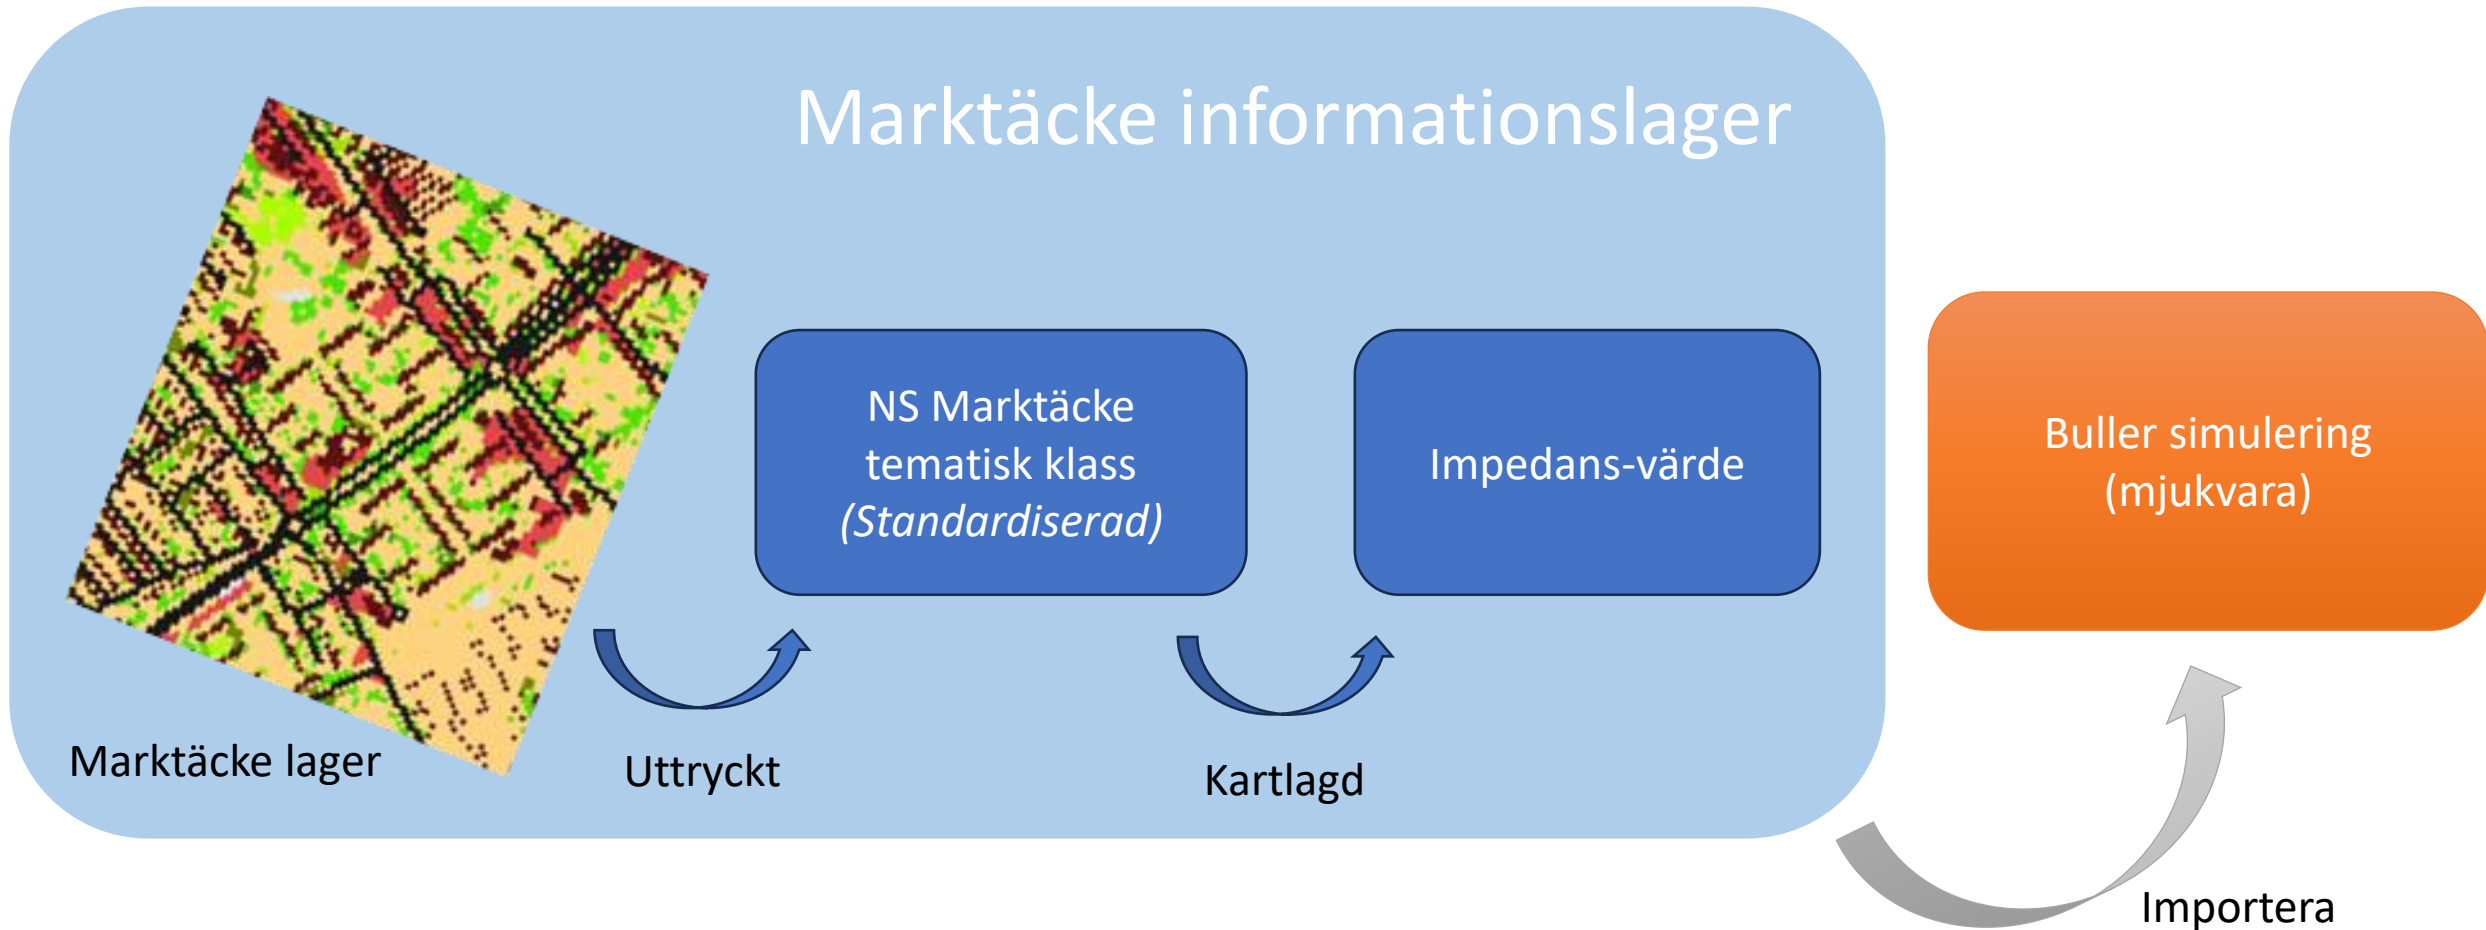 Marktäcke informationslager
NS Marktäcke
tematisk klass
(Standardiserad)
Impedans-värde
Buller simulering
(mjukvara)
Marktäcke lager
Uttryckt
Kartlagd
Importera